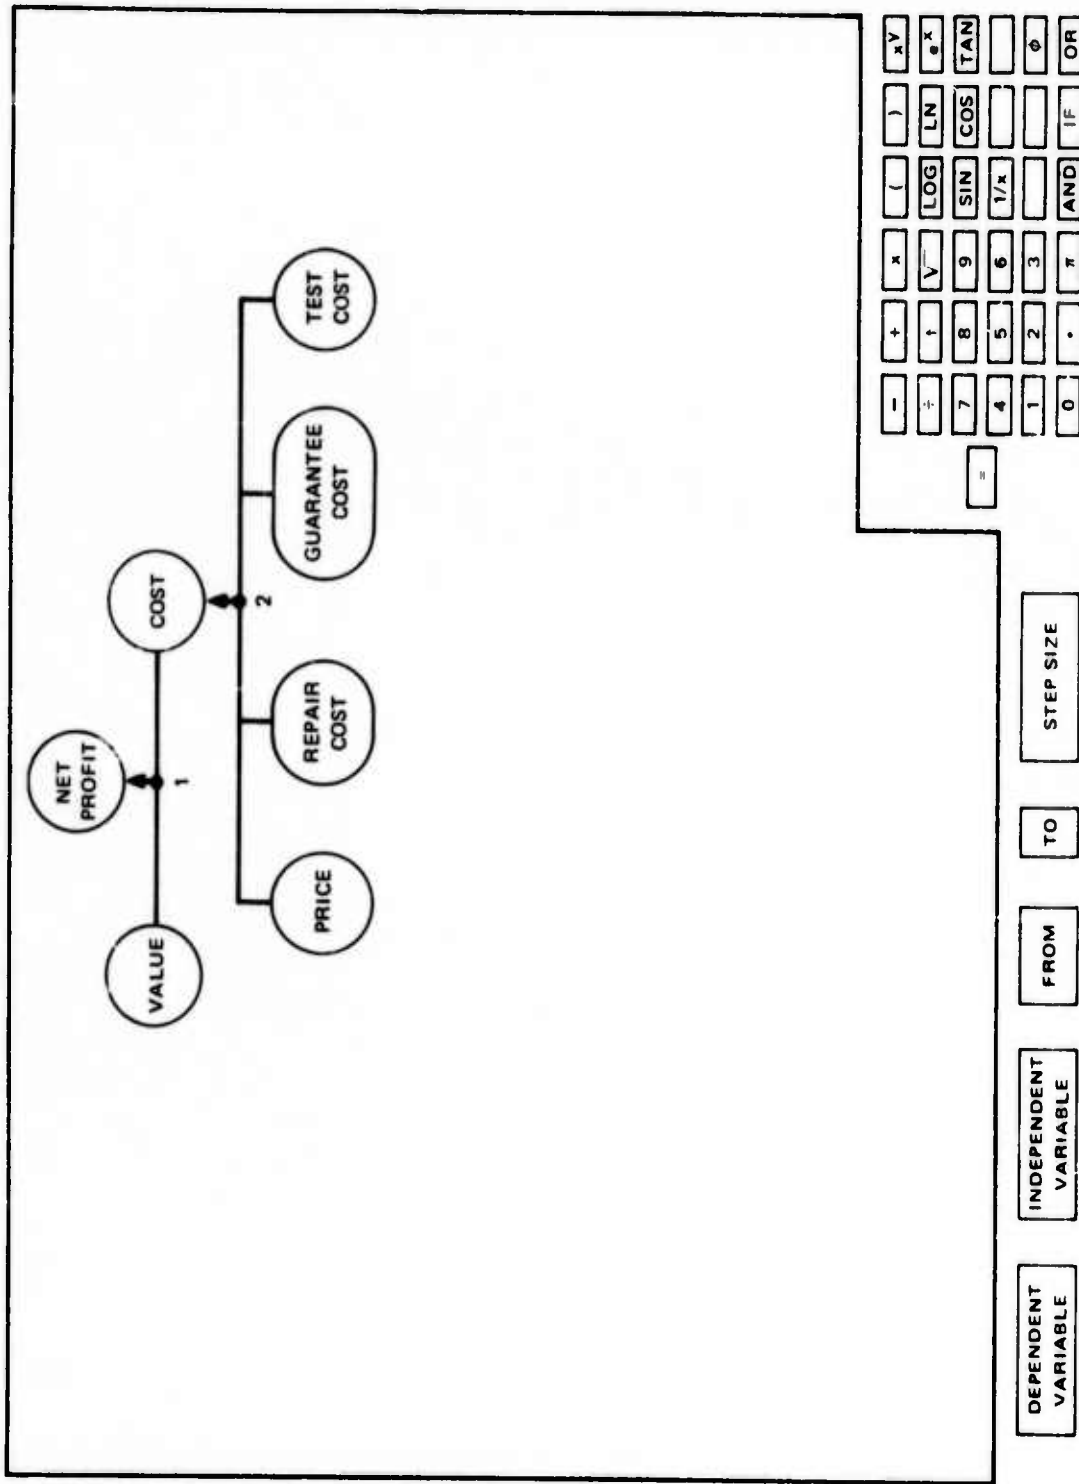 NET
PROFIT
VALUE
COST
1
2
PRICE
REPAIR
COST
GUARANTEE
COST
TEST
COST
=
− + × ( ) xʸ
÷ ↑ √ LOG LN eˣ
7 8 9 SIN COS TAN
4 5 6 1/x
1 2 3 φ
0 · π AND IF OR
DEPENDENT
VARIABLE
INDEPENDENT
VARIABLE
FROM
TO
STEP SIZE